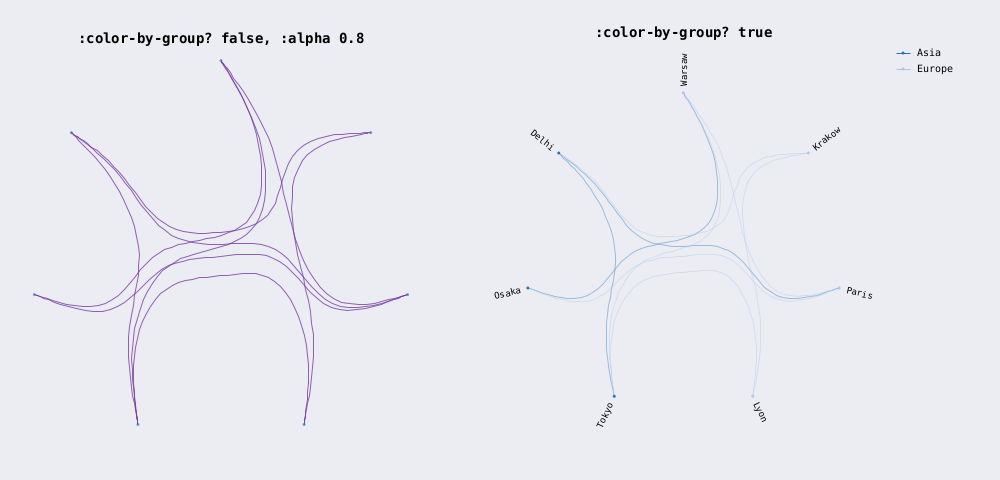 :color-by-group? false, :alpha 0.8
:color-by-group? true
Asia
Europe
Warsaw
Delhi
Krakow
Osaka
Paris
Tokyo
Lyon